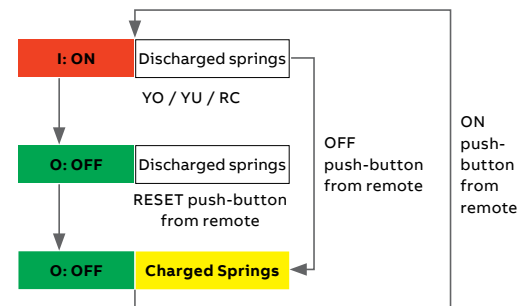 I: ON
Discharged springs
YO / YU / RC
O: OFF
Discharged springs
RESET push-button
from remote
O: OFF
Charged Springs
OFF
push-button
from remote
ON
push-
button
from
remote